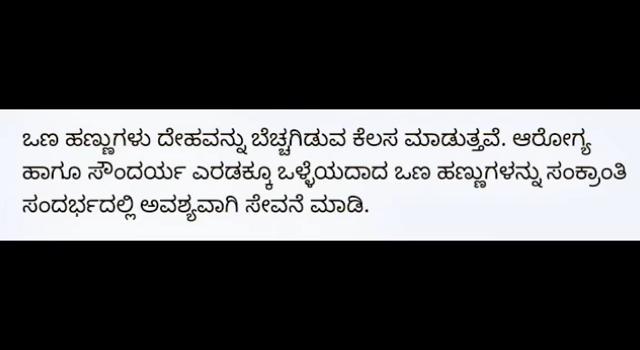 ಒಣ ಹಣ್ಣುಗಳು ದೇಹವನ್ನು ಬೆಚ್ಚಗಿಡುವ ಕೆಲಸ ಮಾಡುತ್ತವೆ. ಆರೋಗ್ಯ
ಹಾಗೂ ಸೌಂದರ್ಯ ಎರಡಕ್ಕೂ ಒಳ್ಳೆಯದಾದ ಒಣ ಹಣ್ಣುಗಳನ್ನು ಸಂಕ್ರಾಂತಿ
ಸಂದರ್ಭದಲ್ಲಿ ಅವಶ್ಯವಾಗಿ ಸೇವನೆ ಮಾಡಿ.